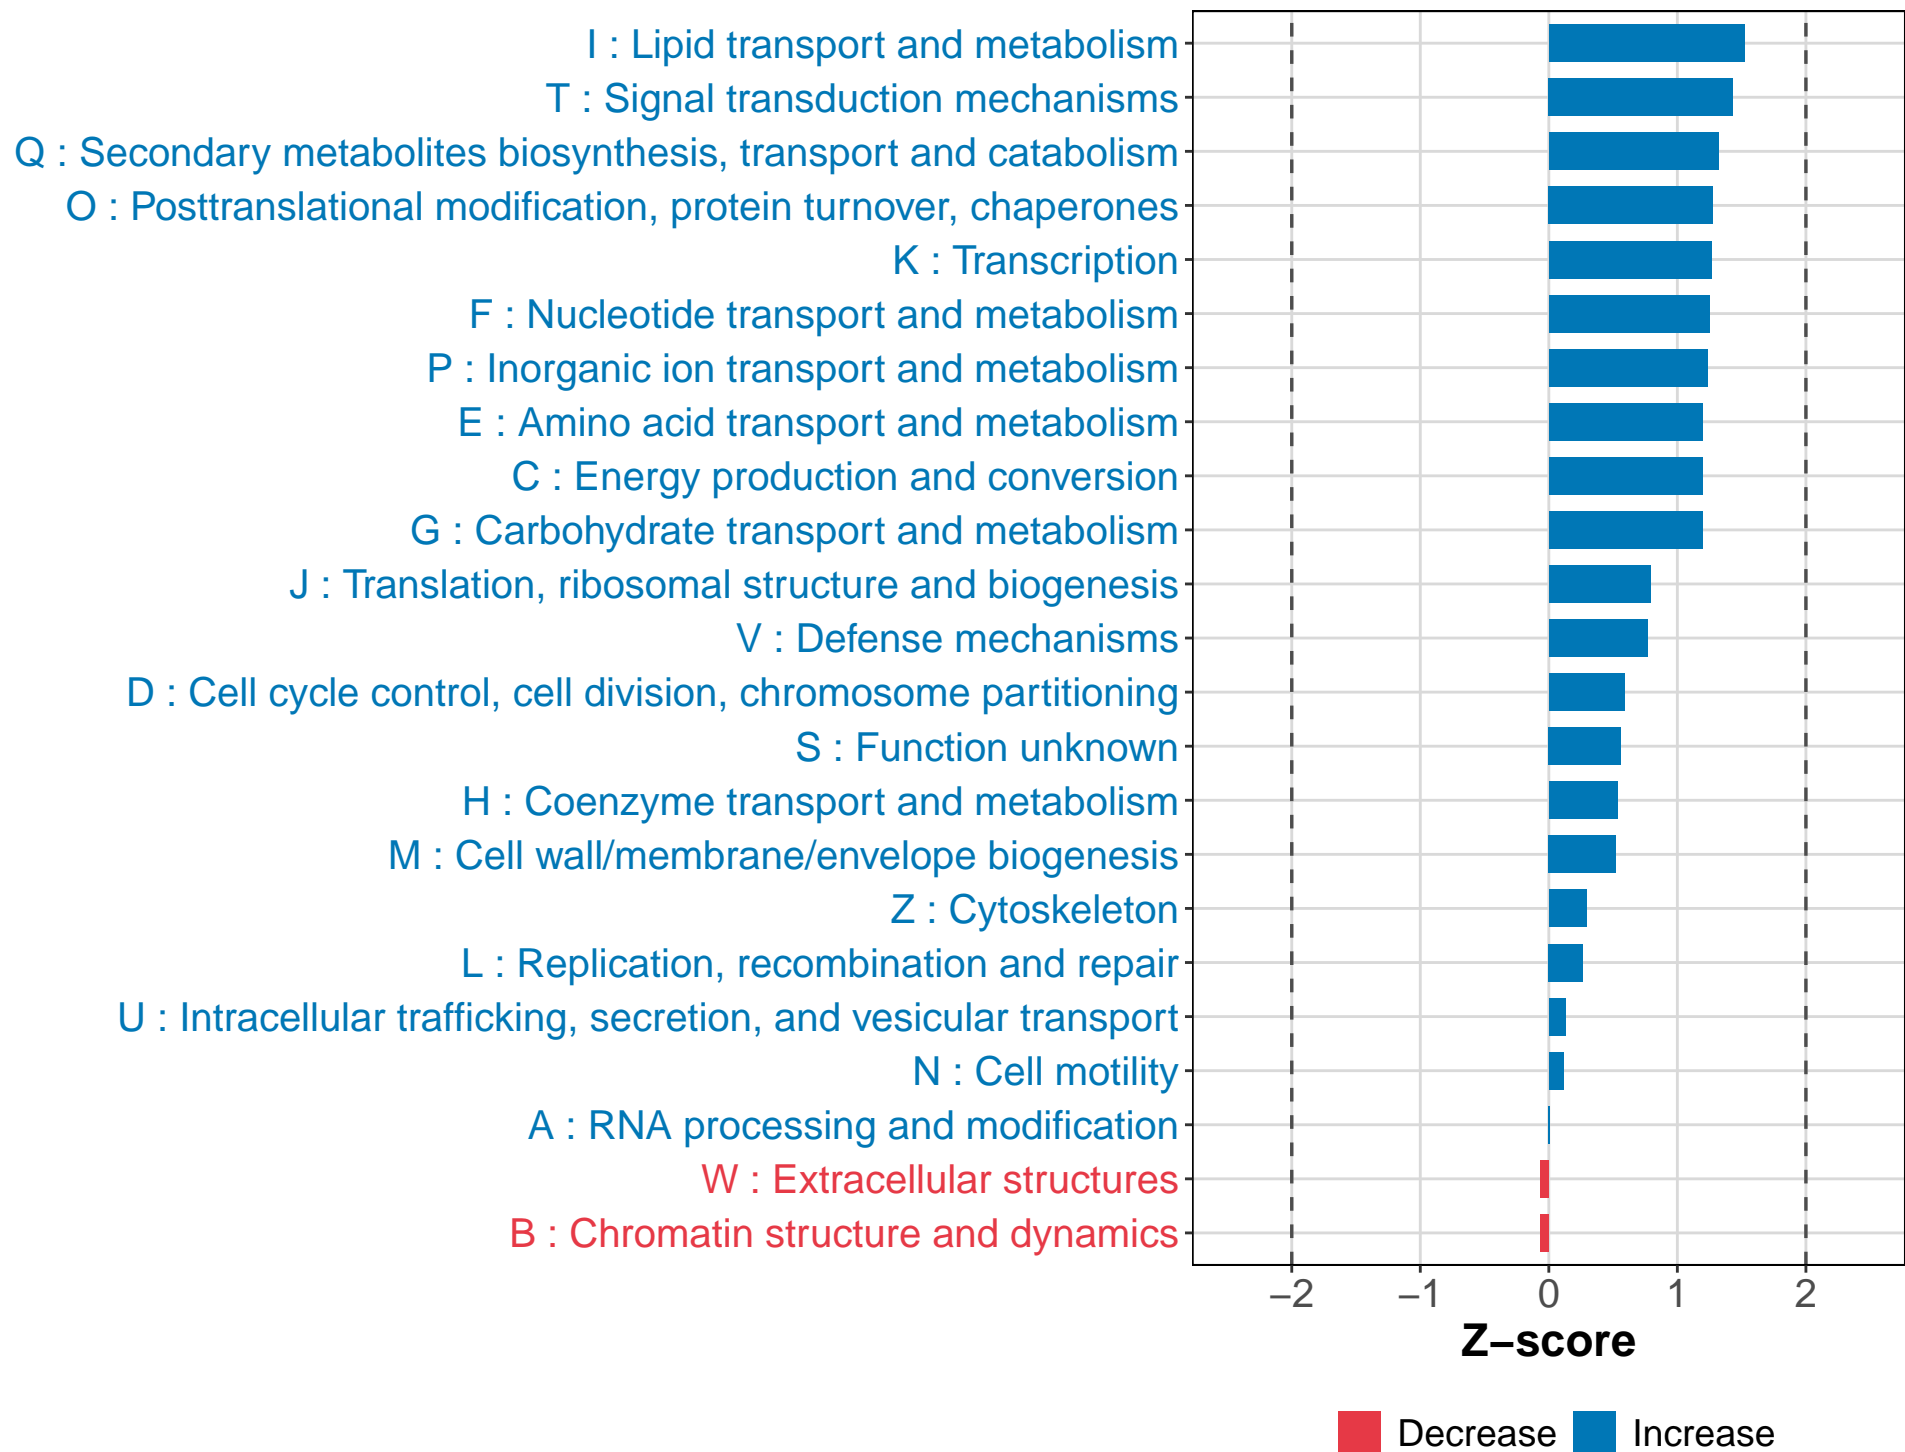 I : Lipid transport and metabolism
T : Signal transduction mechanisms
Q : Secondary metabolites biosynthesis, transport and catabolism
O : Posttranslational modification, protein turnover, chaperones
K : Transcription
F : Nucleotide transport and metabolism
P : Inorganic ion transport and metabolism
E : Amino acid transport and metabolism
C : Energy production and conversion
G : Carbohydrate transport and metabolism
J : Translation, ribosomal structure and biogenesis
V : Defense mechanisms
D : Cell cycle control, cell division, chromosome partitioning
S : Function unknown
H : Coenzyme transport and metabolism
M : Cell wall/membrane/envelope biogenesis
Z : Cytoskeleton
L : Replication, recombination and repair
U : Intracellular trafficking, secretion, and vesicular transport
N : Cell motility
A : RNA processing and modification
W : Extracellular structures
B : Chromatin structure and dynamics
−2 −1 0 1 2
Z−score
Decrease Increase